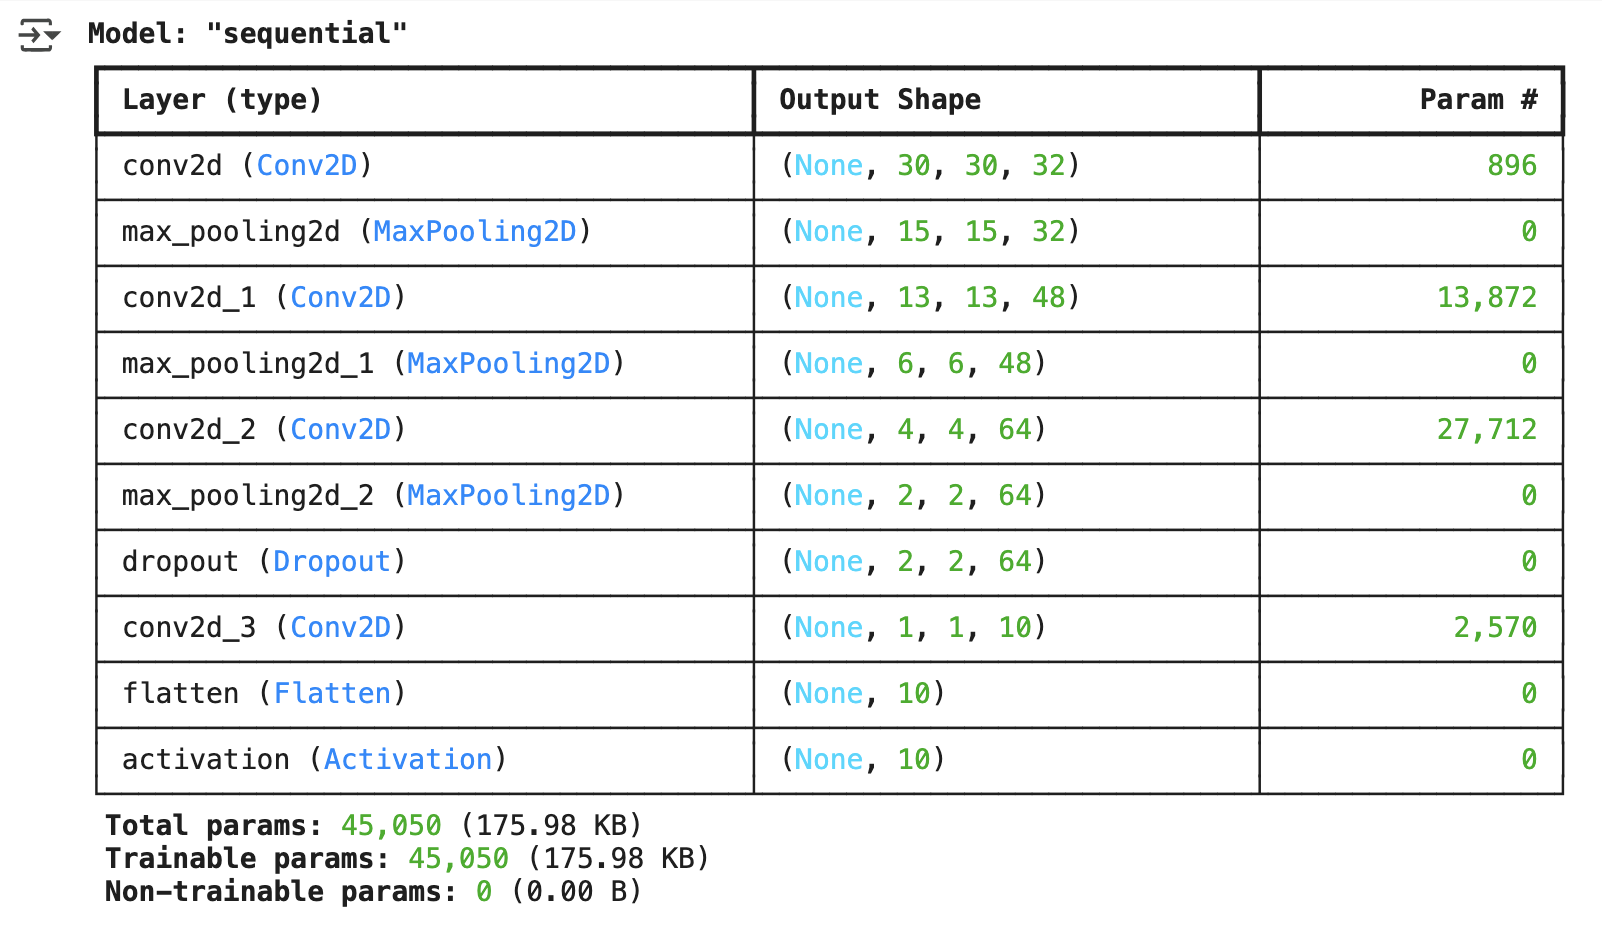 Model: "sequential"
Layer (type) Output Shape Param #
conv2d (Conv2D) (None, 30, 30, 32) 896
max_pooling2d (MaxPooling2D) (None, 15, 15, 32) 0
conv2d_1 (Conv2D) (None, 13, 13, 48) 13,872
max_pooling2d_1 (MaxPooling2D) (None, 6, 6, 48) 0
conv2d_2 (Conv2D) (None, 4, 4, 64) 27,712
max_pooling2d_2 (MaxPooling2D) (None, 2, 2, 64) 0
dropout (Dropout) (None, 2, 2, 64) 0
conv2d_3 (Conv2D) (None, 1, 1, 10) 2,570
flatten (Flatten) (None, 10) 0
activation (Activation) (None, 10) 0
Total params: 45,050 (175.98 KB)
Trainable params: 45,050 (175.98 KB)
Non-trainable params: 0 (0.00 B)